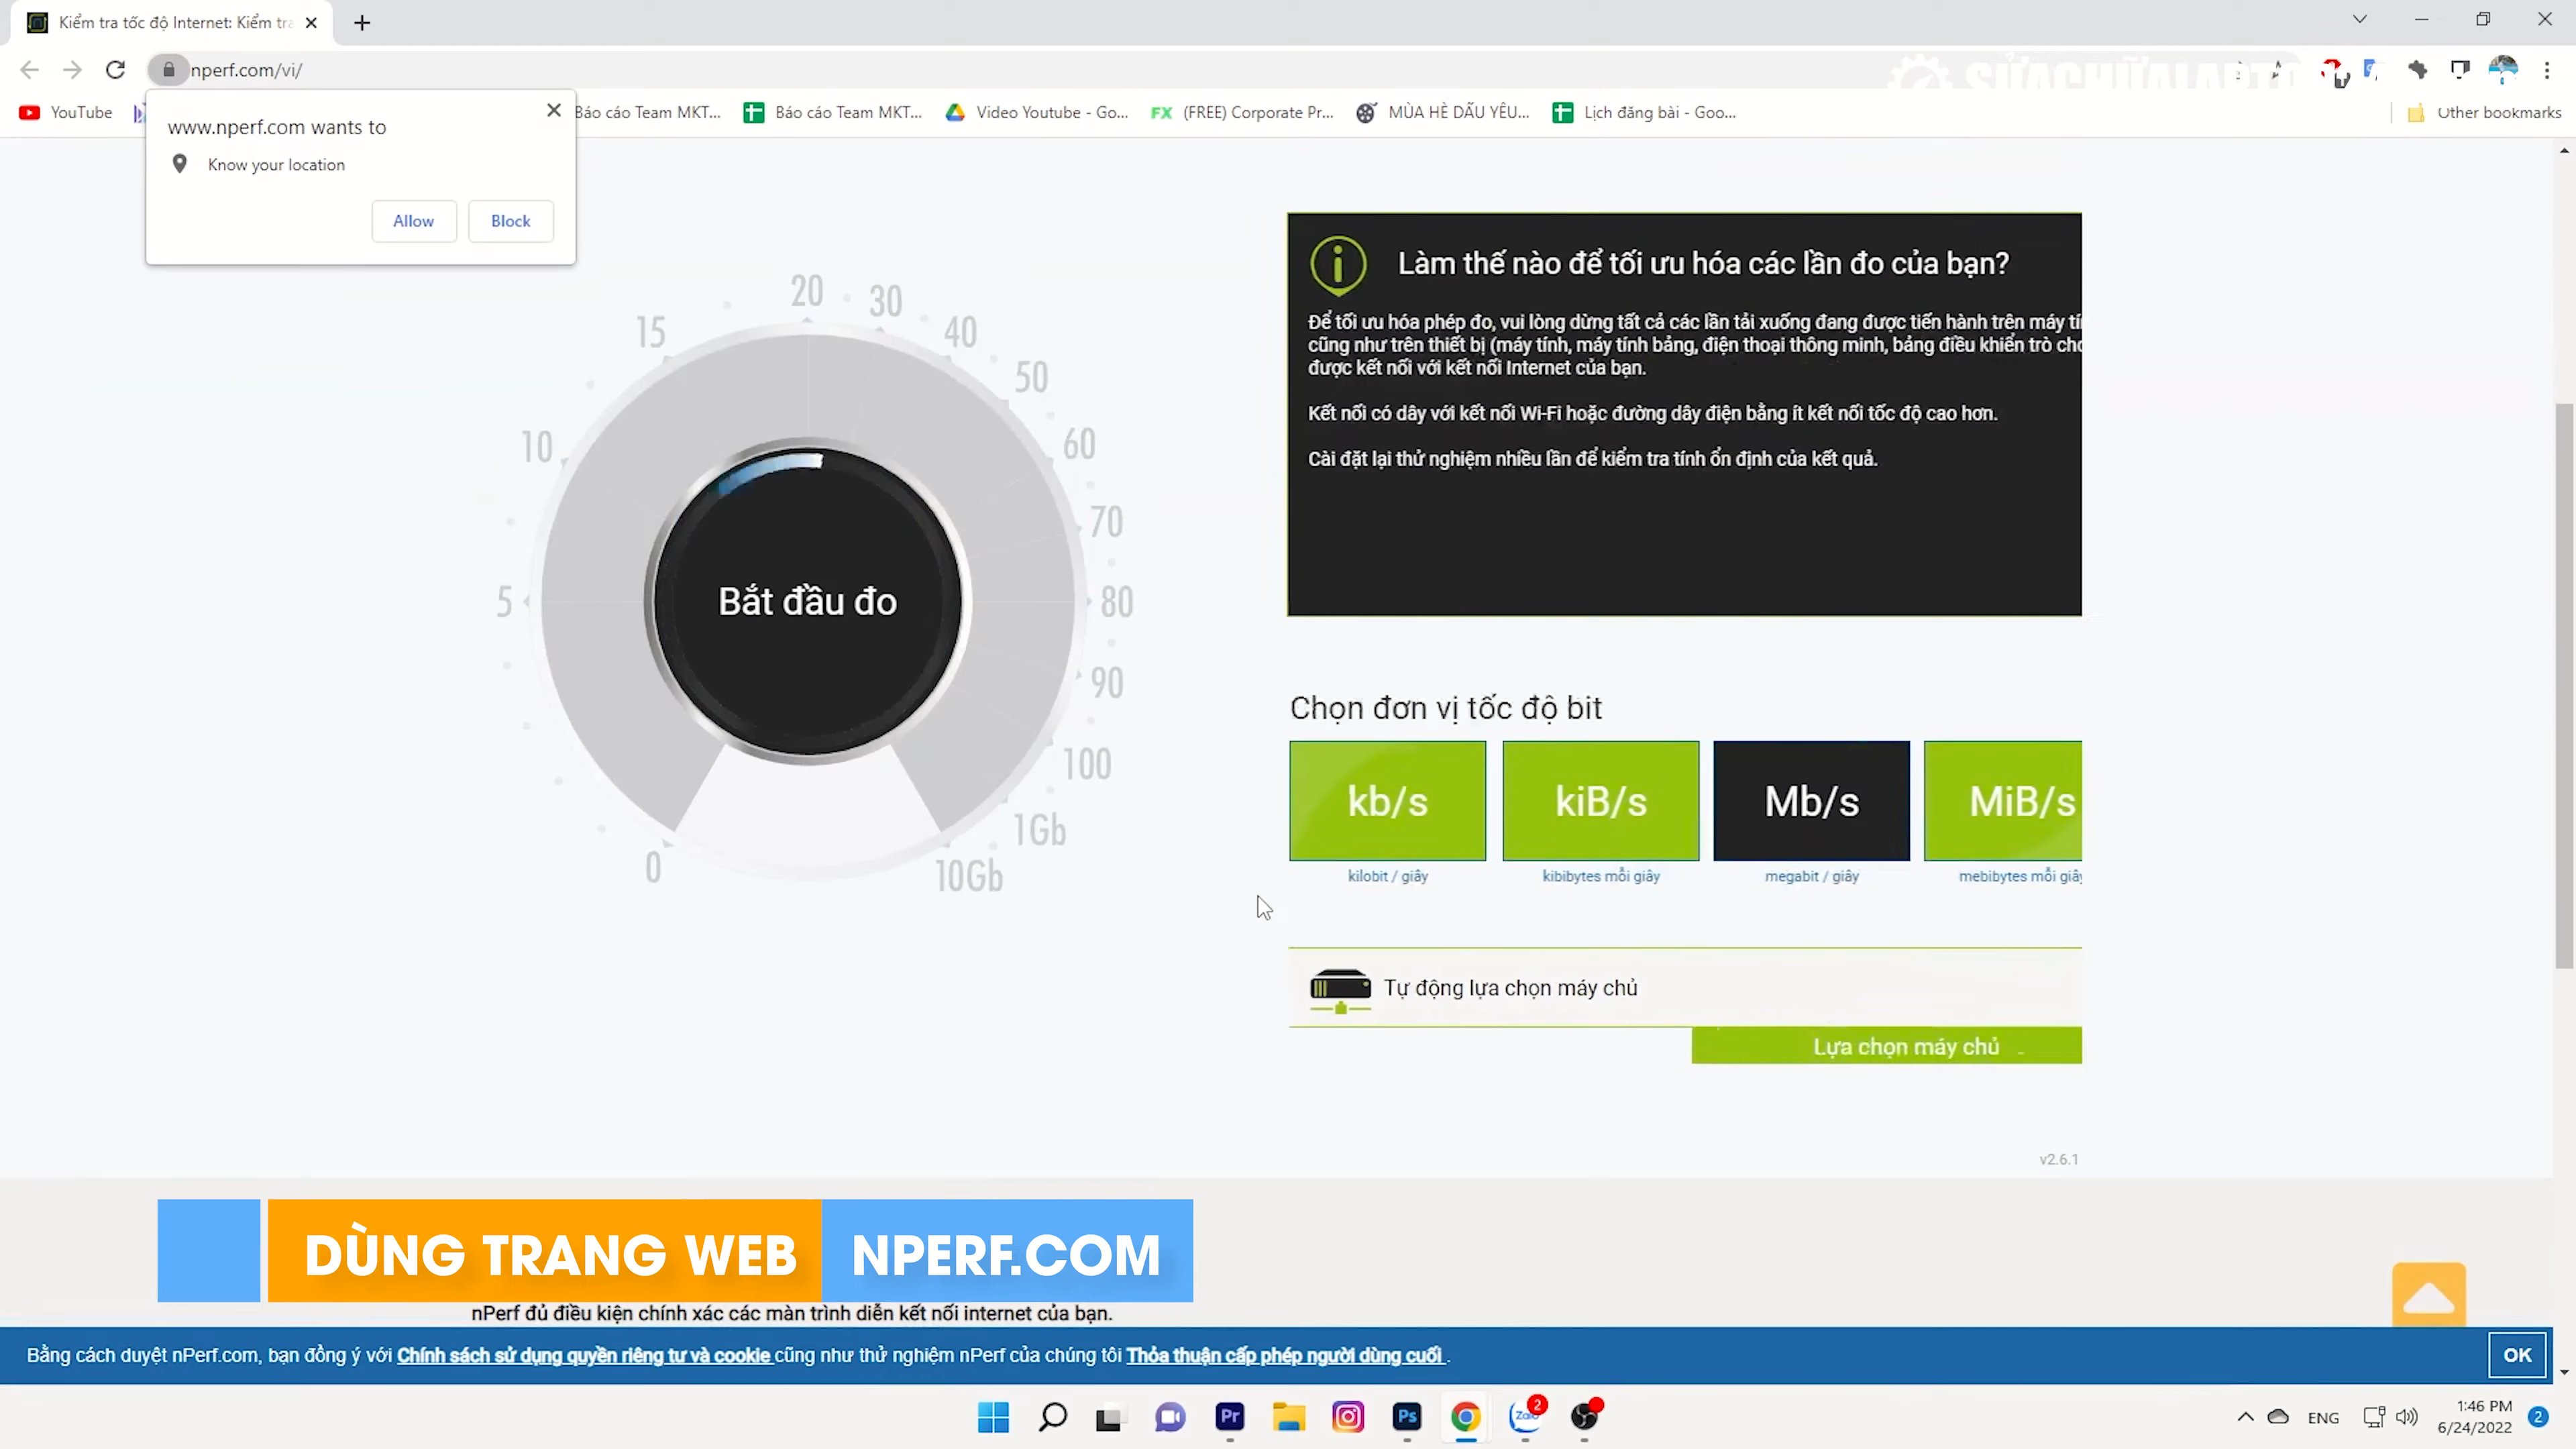 Kiểm tra tốc độ Internet: Kiểm tra
nperf.com/vi/
SỬACHỮALAPTO
YouTube
Báo cáo Team MKT...
Báo cáo Team MKT...
Video Youtube - Go...
FX (FREE) Corporate Pr...
MÙA HÈ DẤU YÊU...
Lịch đăng bài - Goo...
Other bookmarks
www.nperf.com wants to
Know your location
Allow
Block
20
30
15
40
50
10
60
70
5
80
90
100
1Gb
0
10Gb
Bắt đầu đo
Làm thế nào để tối ưu hóa các lần đo của bạn?
Để tối ưu hóa phép đo, vui lòng dừng tất cả các lần tải xuống đang được tiến hành trên máy tí
cũng như trên thiết bị (máy tính, máy tính bảng, điện thoại thông minh, bảng điều khiển trò chơ
được kết nối với kết nối Internet của bạn.
Kết nối có dây với kết nối Wi-Fi hoặc đường dây điện bằng ít kết nối tốc độ cao hơn.
Cài đặt lại thử nghiệm nhiều lần để kiểm tra tính ổn định của kết quả.
Chọn đơn vị tốc độ bit
kb/s
kiB/s
Mb/s
MiB/s
kilobit / giây
kibibytes mỗi giây
megabit / giây
mebibytes mỗi giây
Tự động lựa chọn máy chủ
Lựa chọn máy chủ
v2.6.1
DÙNG TRANG WEB NPERF.COM
nPerf đủ điều kiện chính xác các màn trình diễn kết nối internet của bạn.
Bằng cách duyệt nPerf.com, bạn đồng ý với Chính sách sử dụng quyền riêng tư và cookie cũng như thử nghiệm nPerf của chúng tôi Thỏa thuận cấp phép người dùng cuối .
OK
Pr
Ps
Zalo
2
ENG
1:46 PM
6/24/2022
2